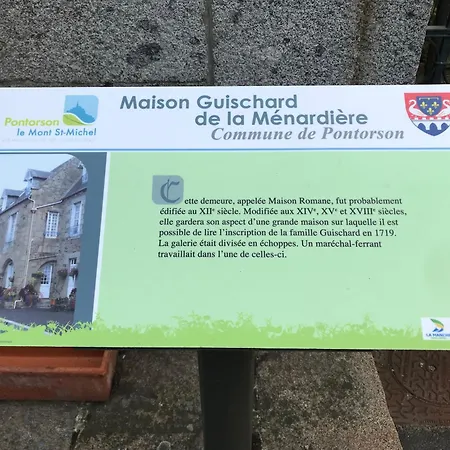 Pontorson
le Mont St-Michel
Maison Guischard
de la Ménardière
Commune de Pontorson
Cette demeure, appelée Maison Romane, fut probablement
édifiée au XIIe siècle. Modifiée aux XIVe, XVe et XVIIIe siècles,
elle gardera son aspect d'une grande maison sur laquelle il est
possible de lire l'inscription de la famille Guischard en 1719.
La galerie était divisée en échoppes. Un maréchal-ferrant
travaillait dans l'une de celles-ci.
LA MANCHE